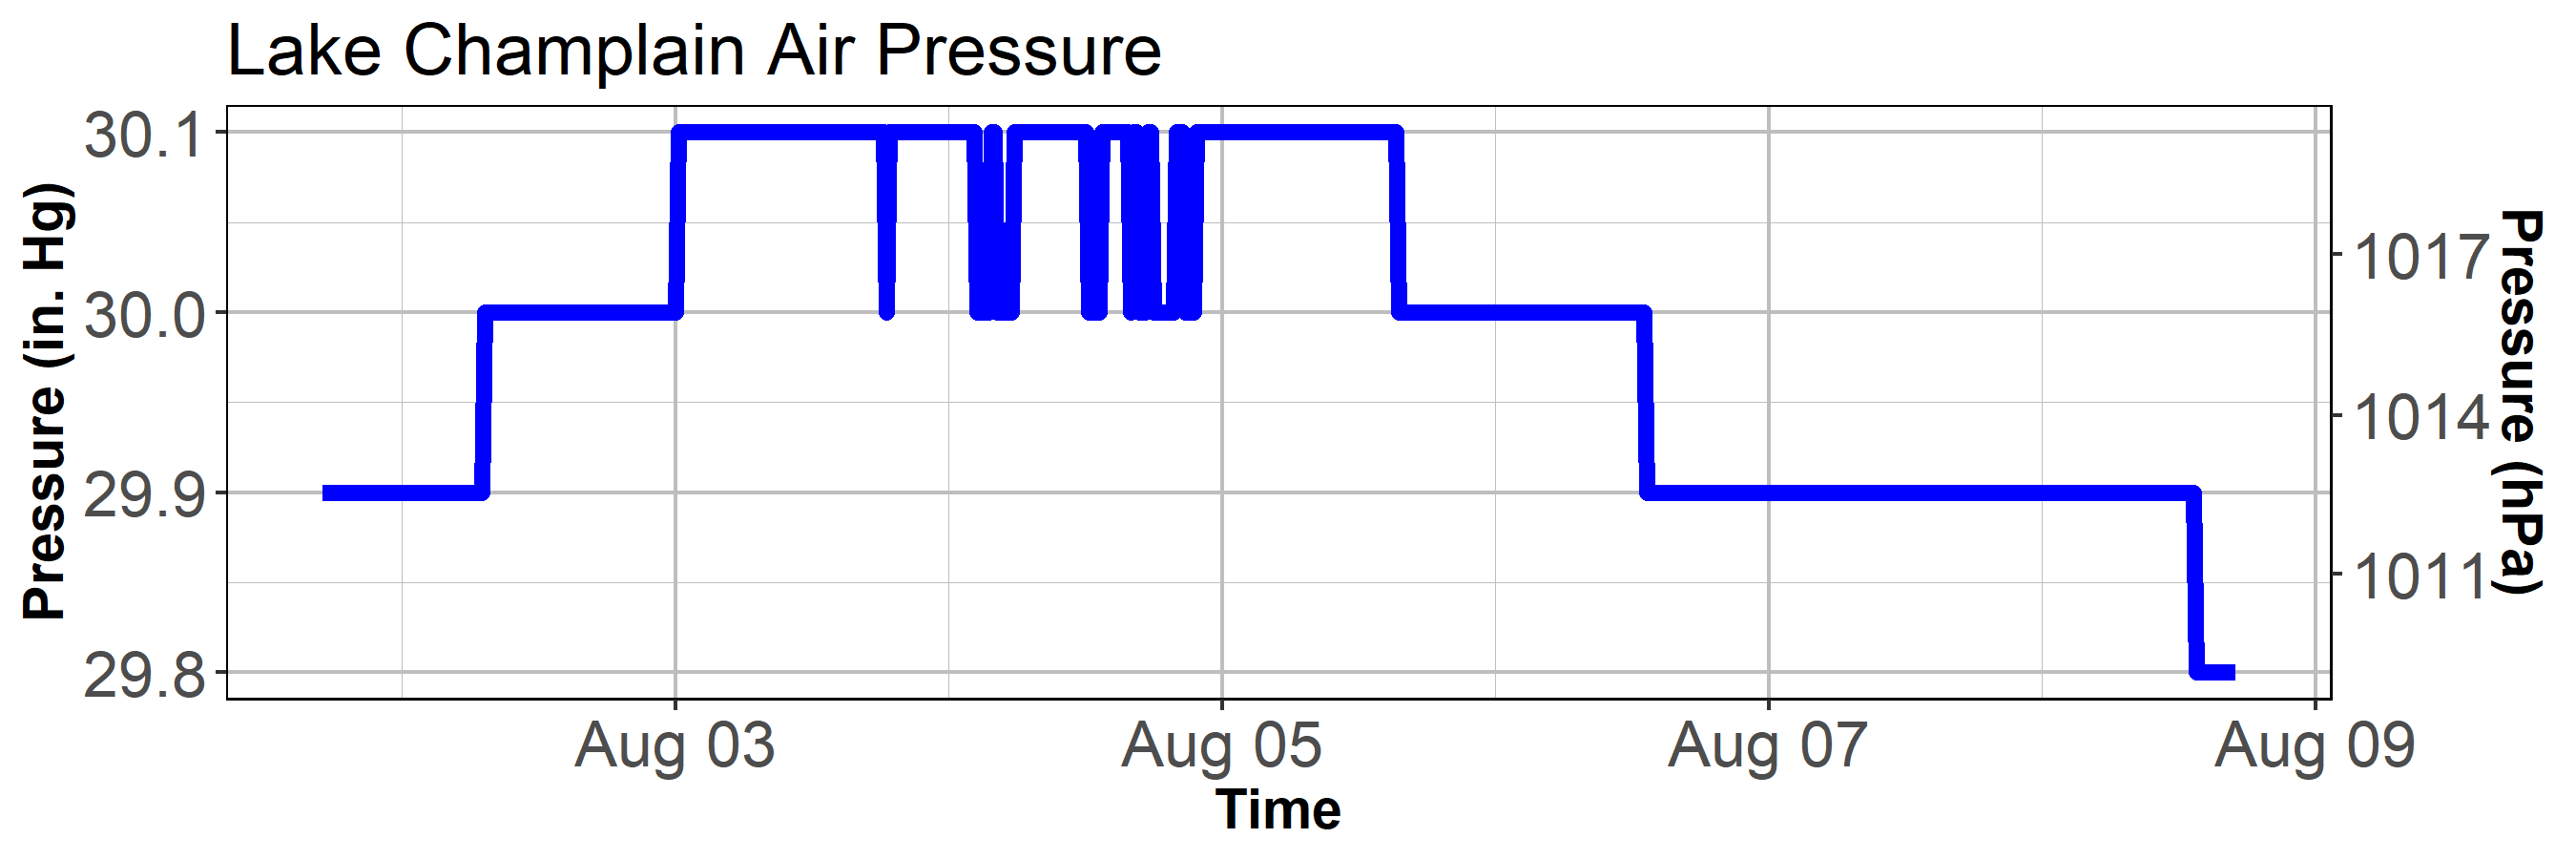 Lake Champlain Air Pressure
Pressure (in. Hg)
30.1
30.0
29.9
29.8
1017
1014
1011
Pressure (hPa)
Aug 03 Aug 05 Aug 07 Aug 09
Time